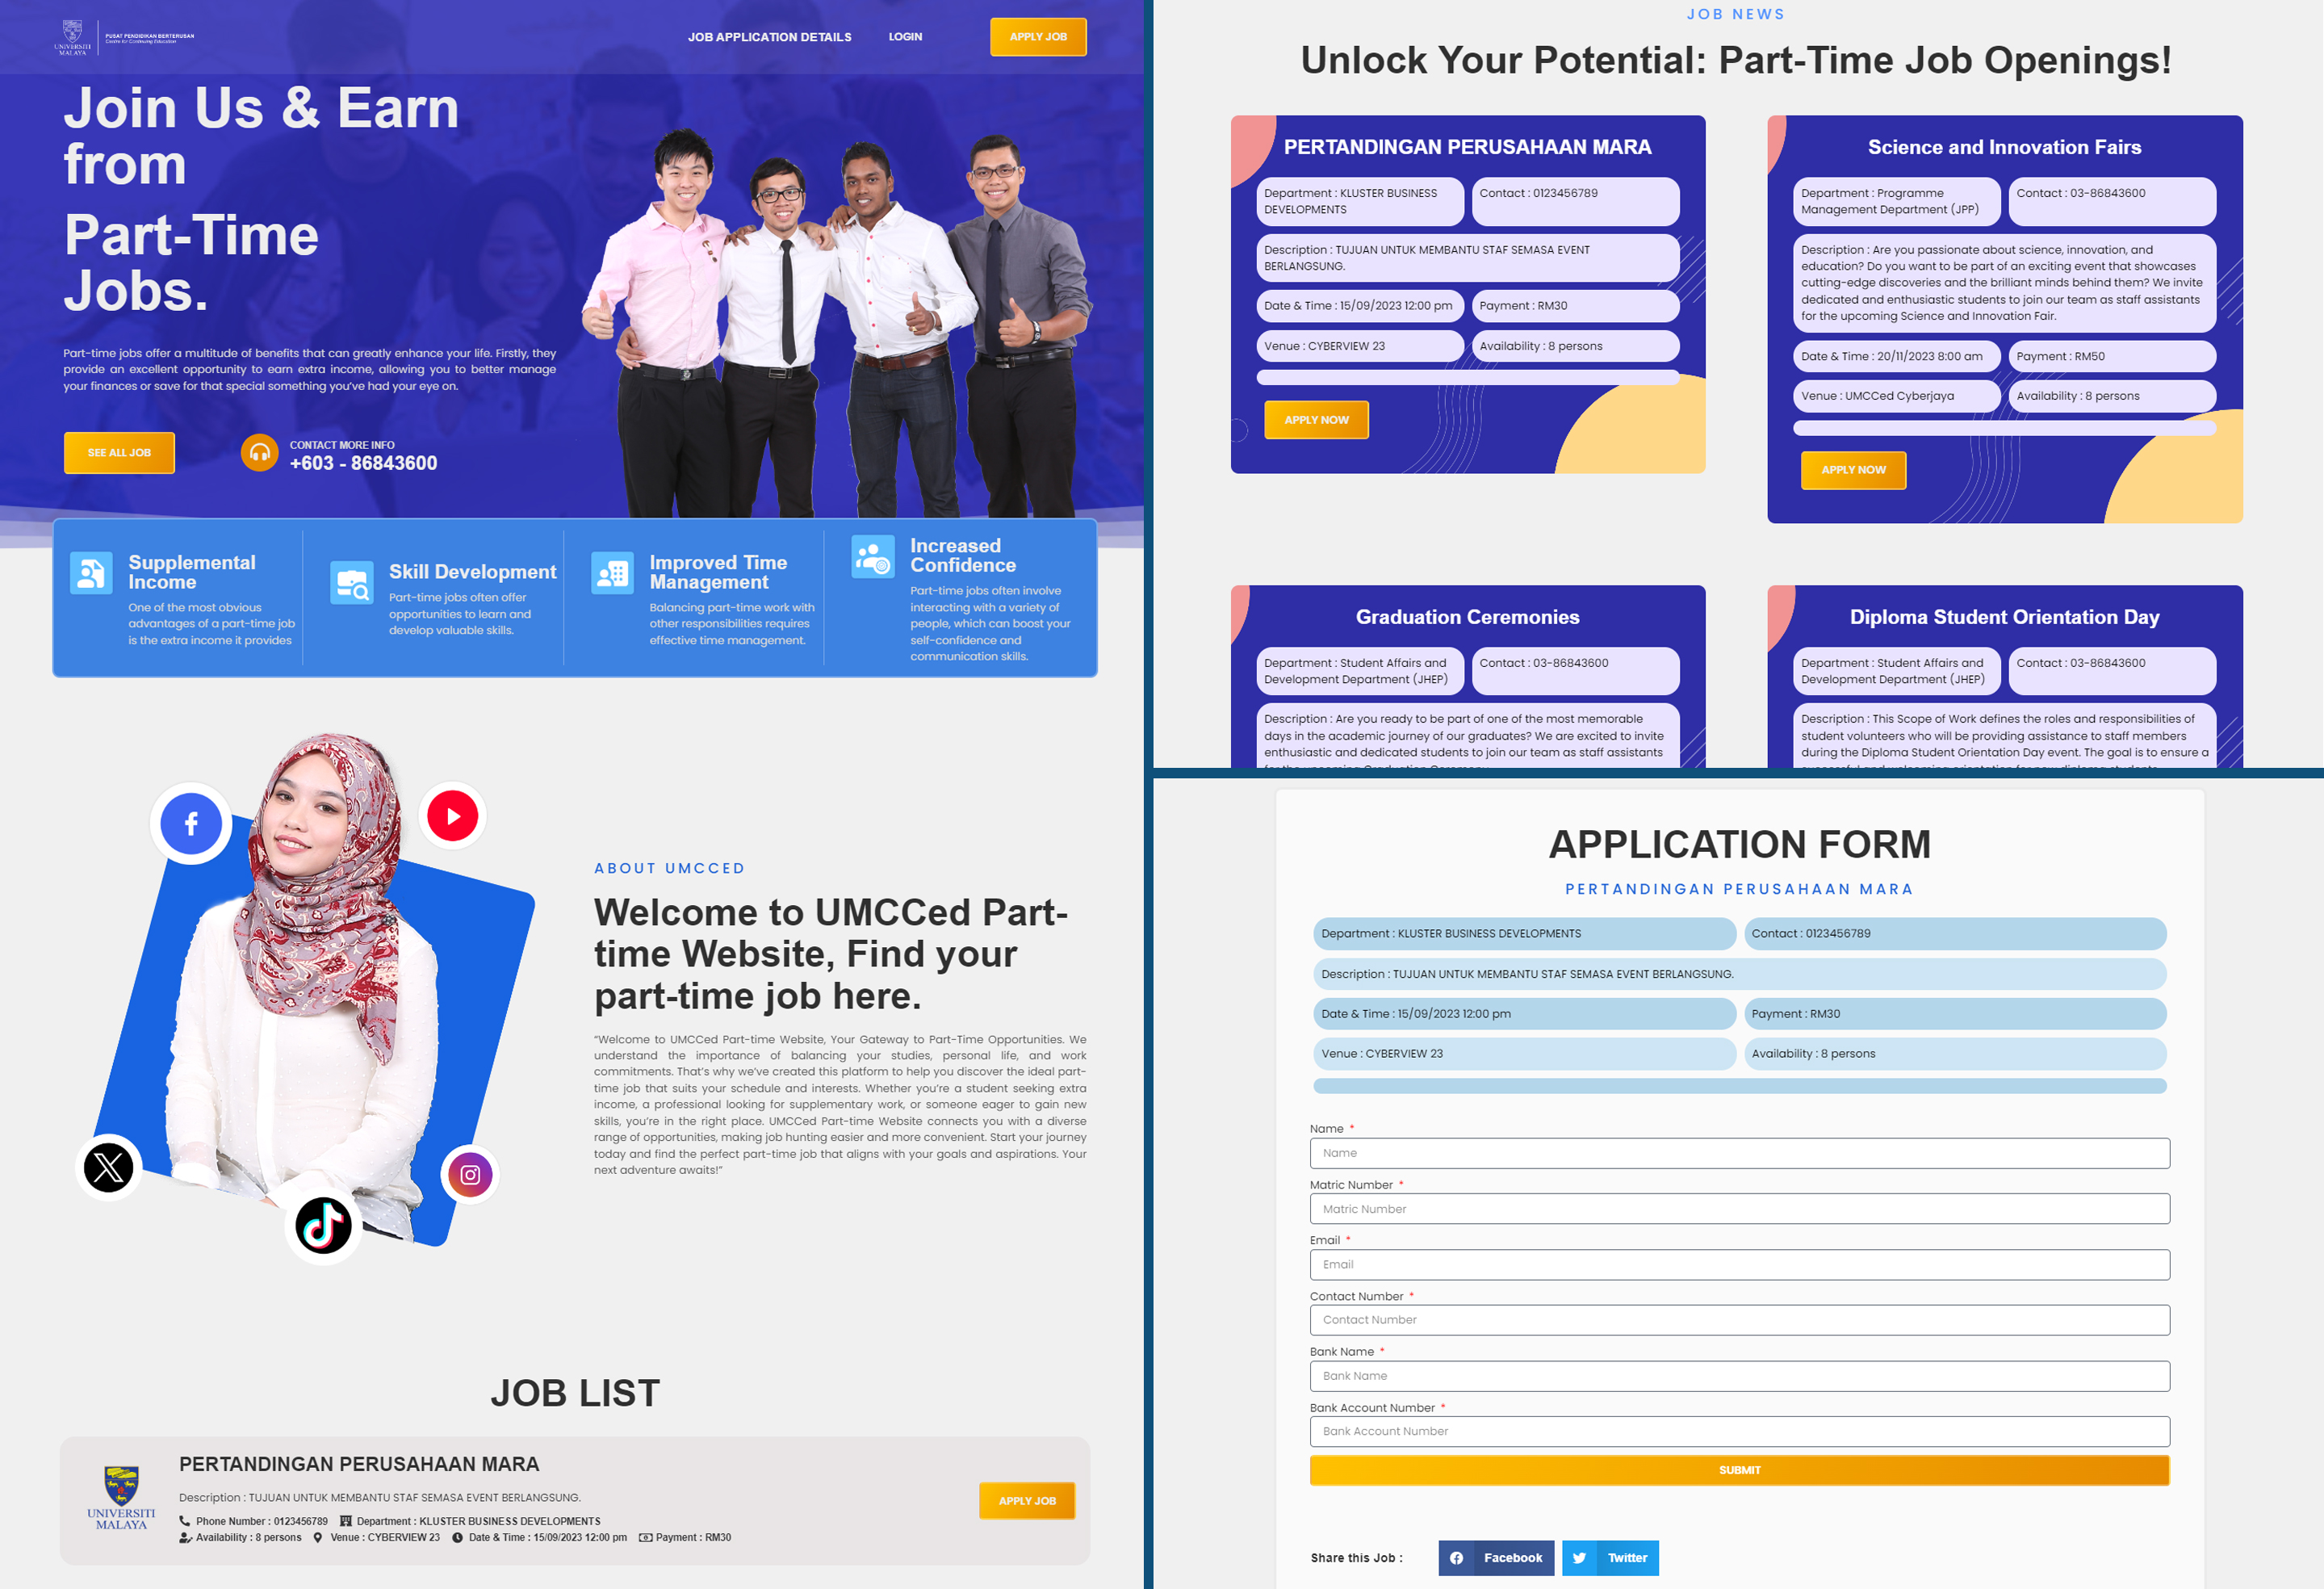 UNIVERSITI
MALAYA
PUSAT PENDIDIKAN BERTERUSAN
Centre for Continuing Education
JOB APPLICATION DETAILS
LOGIN
APPLY JOB
Join Us & Earn
from
Part-Time
Jobs.
Part-time jobs offer a multitude of benefits that can greatly enhance your life. Firstly, they
provide an excellent opportunity to earn extra income, allowing you to better manage
your finances or save for that special something you've had your eye on.
SEE ALL JOB
CONTACT MORE INFO
+603 - 86843600
Supplemental
Income
One of the most obvious
advantages of a part-time job
is the extra income it provides
Skill Development
Part-time jobs often offer
opportunities to learn and
develop valuable skills.
Improved Time
Management
Balancing part-time work with
other responsibilities requires
effective time management.
Increased
Confidence
Part-time jobs often involve
interacting with a variety of
people, which can boost your
self-confidence and
communication skills.
ABOUT UMCCED
Welcome to UMCCed Part-
time Website, Find your
part-time job here.
“Welcome to UMCCed Part-time Website, Your Gateway to Part-Time Opportunities. We
understand the importance of balancing your studies, personal life, and work
commitments. That's why we've created this platform to help you discover the ideal part-
time job that suits your schedule and interests. Whether you're a student seeking extra
income, a professional looking for supplementary work, or someone eager to gain new
skills, you're in the right place. UMCCed Part-time Website connects you with a diverse
range of opportunities, making job hunting easier and more convenient. Start your journey
today and find the perfect part-time job that aligns with your goals and aspirations. Your
next adventure awaits!”
JOB LIST
UNIVERSITI
MALAYA
PERTANDINGAN PERUSAHAAN MARA
Description : TUJUAN UNTUK MEMBANTU STAF SEMASA EVENT BERLANGSUNG.
Phone Number : 0123456789 Department : KLUSTER BUSINESS DEVELOPMENTS
Availability : 8 persons Venue : CYBERVIEW 23 Date & Time : 15/09/2023 12:00 pm Payment : RM30
APPLY JOB
JOB NEWS
Unlock Your Potential: Part-Time Job Openings!
PERTANDINGAN PERUSAHAAN MARA
Department : KLUSTER BUSINESS
DEVELOPMENTS
Contact : 0123456789
Description : TUJUAN UNTUK MEMBANTU STAF SEMASA EVENT
BERLANGSUNG.
Date & Time : 15/09/2023 12:00 pm
Payment : RM30
Venue : CYBERVIEW 23
Availability : 8 persons
APPLY NOW
Science and Innovation Fairs
Department : Programme
Management Department (JPP)
Contact : 03-86843600
Description : Are you passionate about science, innovation, and
education? Do you want to be part of an exciting event that showcases
cutting-edge discoveries and the brilliant minds behind them? We invite
dedicated and enthusiastic students to join our team as staff assistants
for the upcoming Science and Innovation Fair.
Date & Time : 20/11/2023 8:00 am
Payment : RM50
Venue : UMCCed Cyberjaya
Availability : 8 persons
APPLY NOW
Graduation Ceremonies
Department : Student Affairs and
Development Department (JHEP)
Contact : 03-86843600
Description : Are you ready to be part of one of the most memorable
days in the academic journey of our graduates? We are excited to invite
enthusiastic and dedicated students to join our team as staff assistants
for the upcoming Graduation Ceremony.
Diploma Student Orientation Day
Department : Student Affairs and
Development Department (JHEP)
Contact : 03-86843600
Description : This Scope of Work defines the roles and responsibilities of
student volunteers who will be providing assistance to staff members
during the Diploma Student Orientation Day event. The goal is to ensure a
successful and welcoming orientation for new diploma students.
APPLICATION FORM
PERTANDINGAN PERUSAHAAN MARA
Department : KLUSTER BUSINESS DEVELOPMENTS
Contact : 0123456789
Description : TUJUAN UNTUK MEMBANTU STAF SEMASA EVENT BERLANGSUNG.
Date & Time : 15/09/2023 12:00 pm
Payment : RM30
Venue : CYBERVIEW 23
Availability : 8 persons
Name *
Name
Matric Number *
Matric Number
Email *
Email
Contact Number *
Contact Number
Bank Name *
Bank Name
Bank Account Number *
Bank Account Number
SUBMIT
Share this Job :
Facebook
Twitter